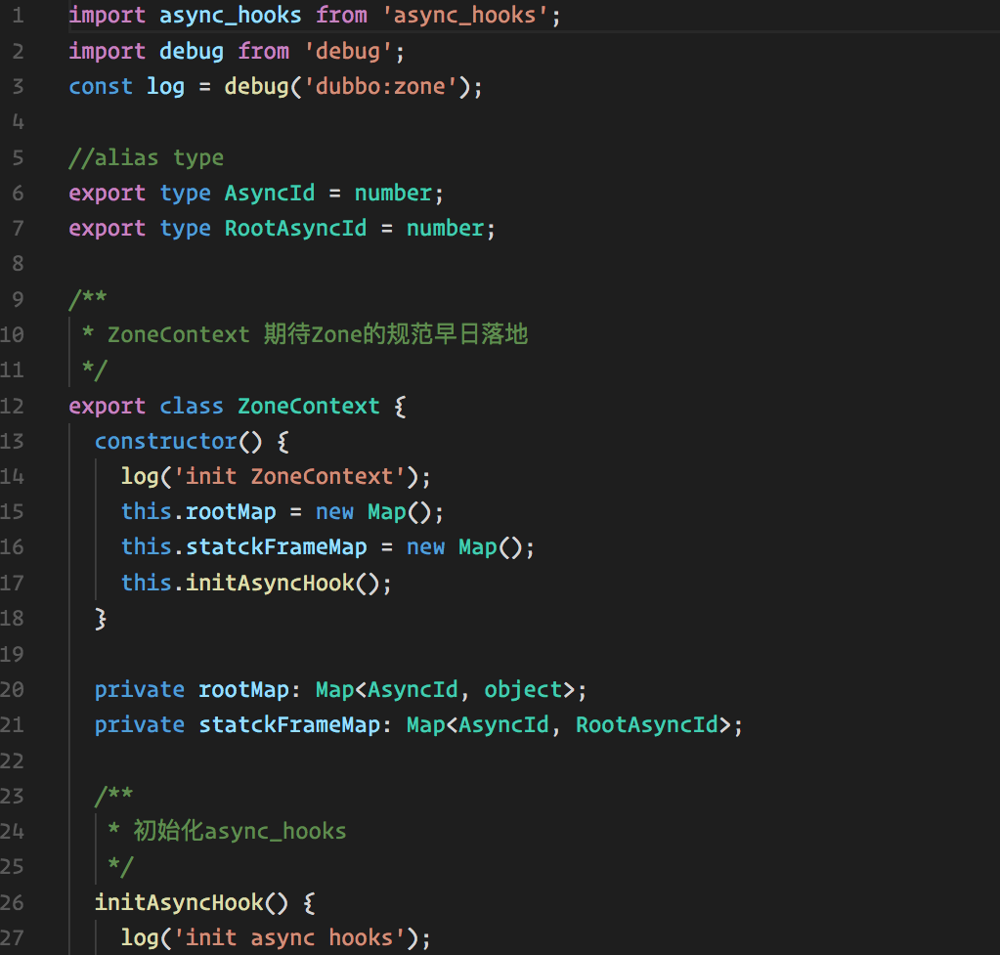 1 import async_hooks from 'async_hooks';
2 import debug from 'debug';
3 const log = debug('dubbo:zone');
4
5 //alias type
6 export type AsyncId = number;
7 export type RootAsyncId = number;
8
9 /**
10 * ZoneContext 期待Zone的规范早日落地
11 */
12 export class ZoneContext {
13 constructor() {
14 log('init ZoneContext');
15 this.rootMap = new Map();
16 this.statckFrameMap = new Map();
17 this.initAsyncHook();
18 }
19
20 private rootMap: Map<AsyncId, object>;
21 private statckFrameMap: Map<AsyncId, RootAsyncId>;
22
23 /**
24 * 初始化async_hooks
25 */
26 initAsyncHook() {
27 log('init async hooks');